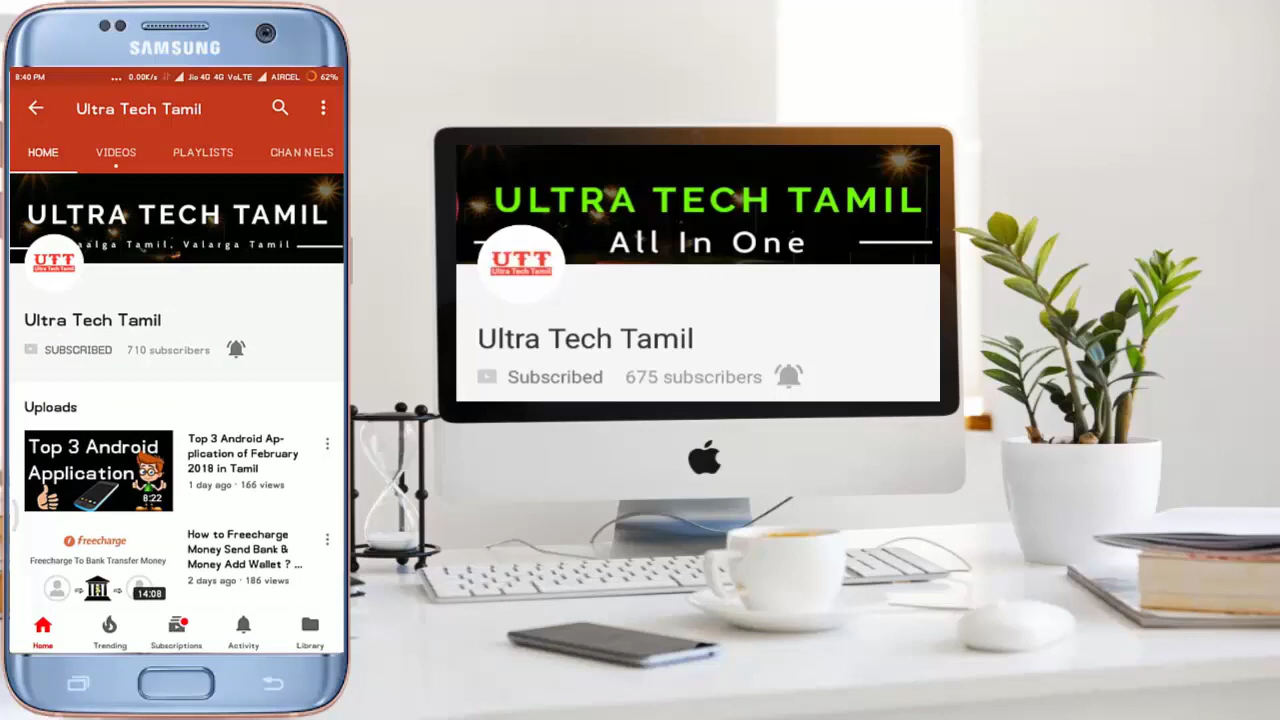 SAMSUNG
8:40 PM ... 0.00K/s Jio 4G 4G VoLTE AIRCEL 62%
Ultra Tech Tamil
HOME VIDEOS PLAYLISTS CHANNELS
ULTRA TECH TAMIL
aalga Tamil, Valarga Tamil
UTT
Ultra Tech Tamil
Ultra Tech Tamil
SUBSCRIBED 710 subscribers
Uploads
Top 3 Android
Application
8:22
Top 3 Android Ap-
plication of February
2018 in Tamil
1 day ago · 166 views
freecharge
Freecharge To Bank Transfer Money
14:08
How to Freecharge
Money Send Bank &
Money Add Wallet ? ...
2 days ago · 186 views
Home Trending Subscriptions Activity Library
ULTRA TECH TAMIL
All In One
UTT
Ultra Tech Tamil
Ultra Tech Tamil
Subscribed 675 subscribers